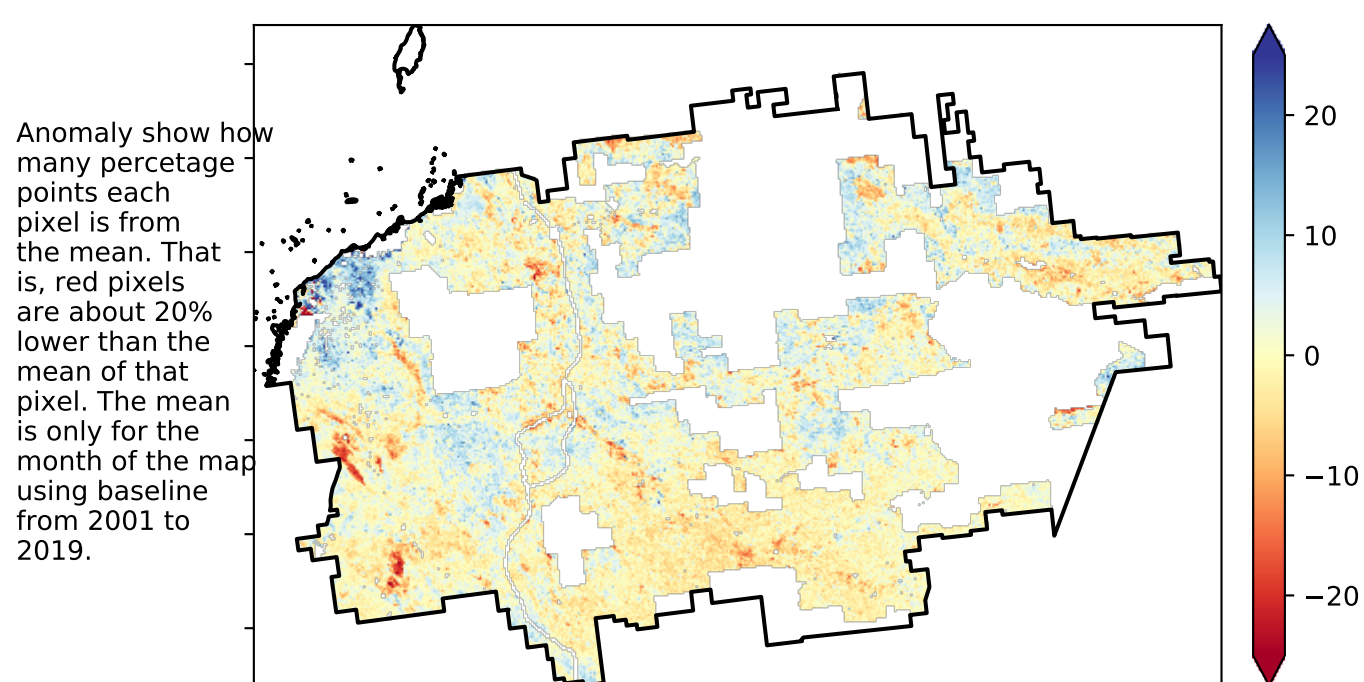 Anomaly show how
many percetage
points each
pixel is from
the mean. That
is, red pixels
are about 20%
lower than the
mean of that
pixel. The mean
is only for the
month of the map
using baseline
from 2001 to
2019.
20
10
0
−10
−20